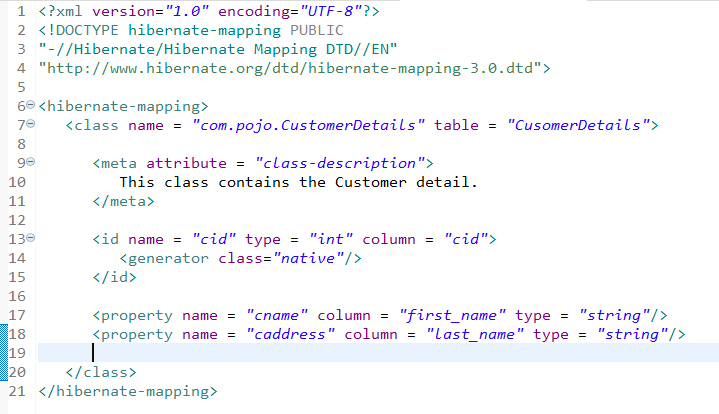 1 <?xml version="1.0" encoding="UTF-8"?>
2 <!DOCTYPE hibernate-mapping PUBLIC
3 "-//Hibernate/Hibernate Mapping DTD//EN"
4 "http://www.hibernate.org/dtd/hibernate-mapping-3.0.dtd">
5
6 <hibernate-mapping>
7 <class name = "com.pojo.CustomerDetails" table = "CusomerDetails">
8
9 <meta attribute = "class-description">
10 This class contains the Customer detail.
11 </meta>
12
13 <id name = "cid" type = "int" column = "cid">
14 <generator class="native"/>
15 </id>
16
17 <property name = "cname" column = "first_name" type = "string"/>
18 <property name = "caddress" column = "last_name" type = "string"/>
19
20 </class>
21 </hibernate-mapping>